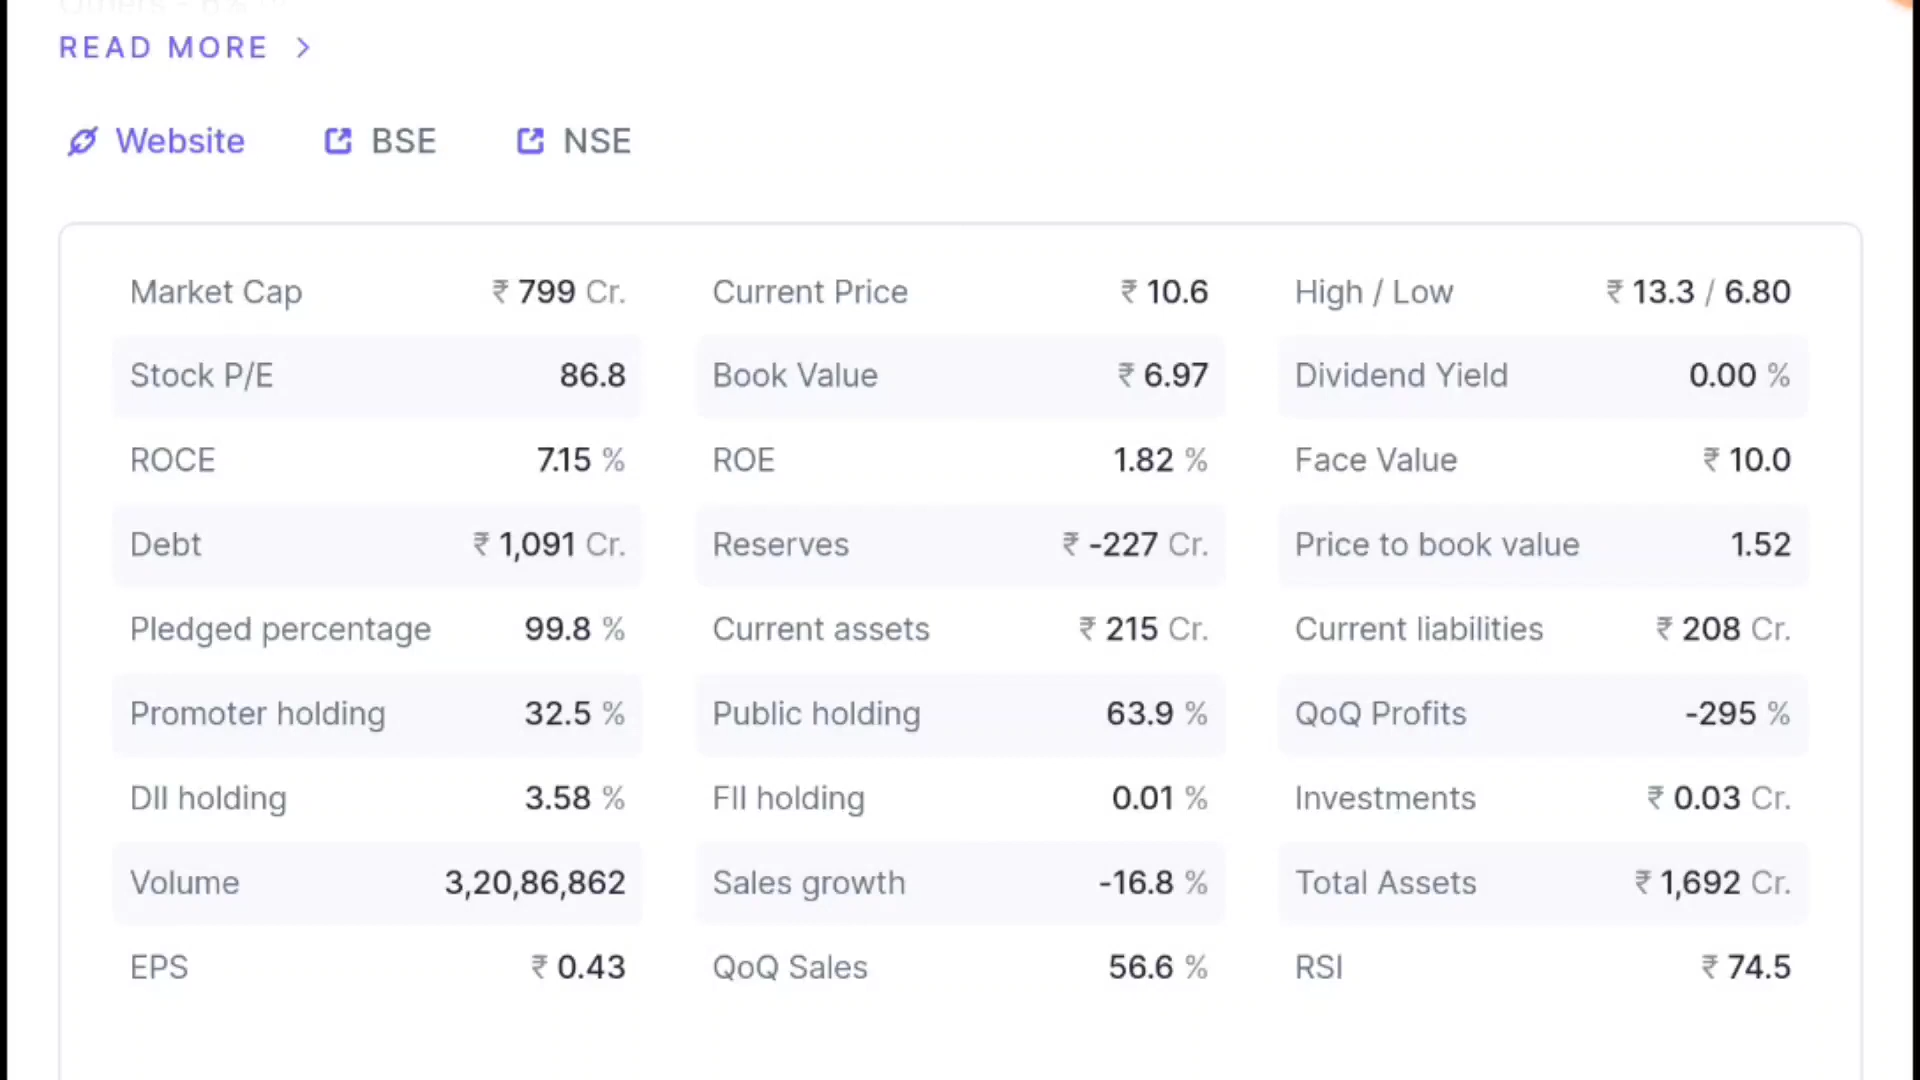 READ MORE >
Website BSE NSE
Market Cap ₹ 799 Cr. Current Price ₹ 10.6 High / Low ₹ 13.3 / 6.80
Stock P/E 86.8 Book Value ₹ 6.97 Dividend Yield 0.00 %
ROCE 7.15 % ROE 1.82 % Face Value ₹ 10.0
Debt ₹ 1,091 Cr. Reserves ₹ -227 Cr. Price to book value 1.52
Pledged percentage 99.8 % Current assets ₹ 215 Cr. Current liabilities ₹ 208 Cr.
Promoter holding 32.5 % Public holding 63.9 % QoQ Profits -295 %
DII holding 3.58 % FII holding 0.01 % Investments ₹ 0.03 Cr.
Volume 3,20,86,862 Sales growth -16.8 % Total Assets ₹ 1,692 Cr.
EPS ₹ 0.43 QoQ Sales 56.6 % RSI ₹ 74.5